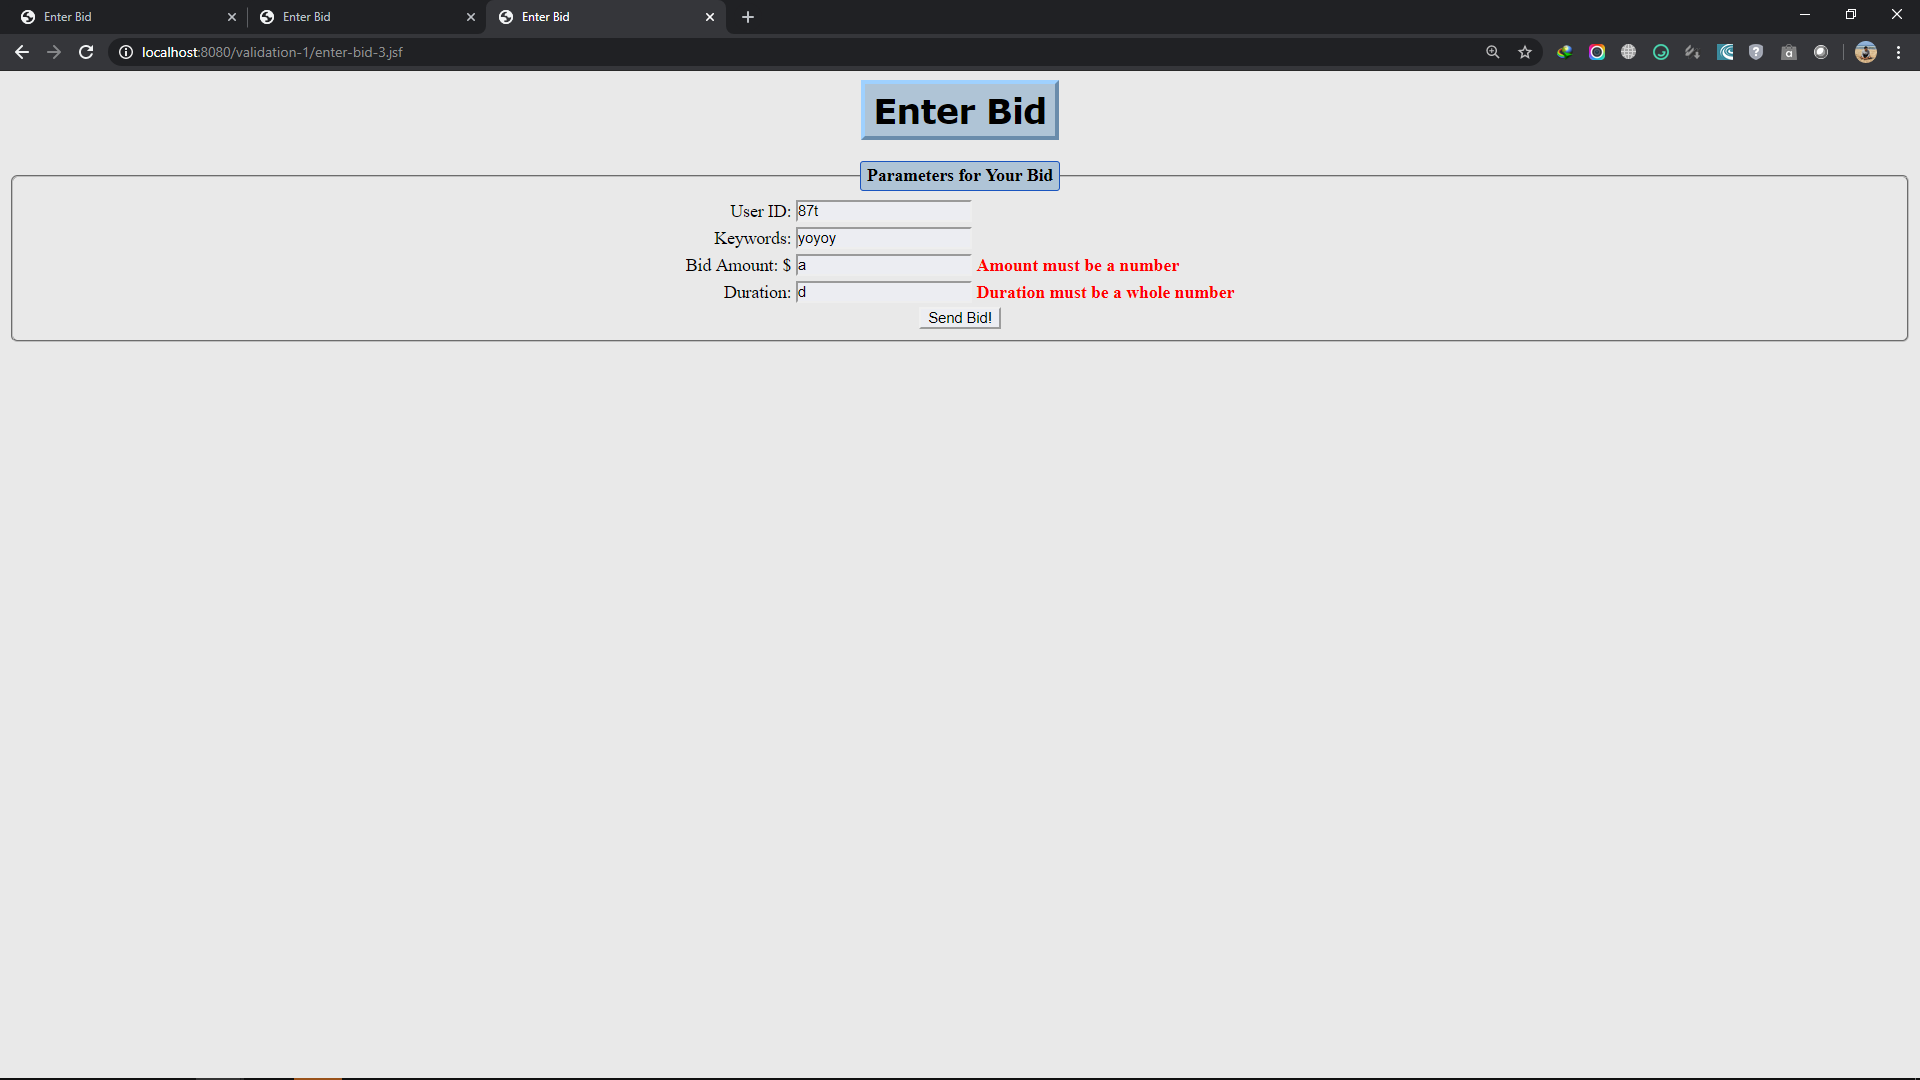 Enter Bid
Enter Bid
Enter Bid
localhost:8080/validation-1/enter-bid-3.jsf
Enter Bid
Parameters for Your Bid
User ID: 87t
Keywords: yoyoy
Bid Amount: $ a Amount must be a number
Duration: d Duration must be a whole number
Send Bid!